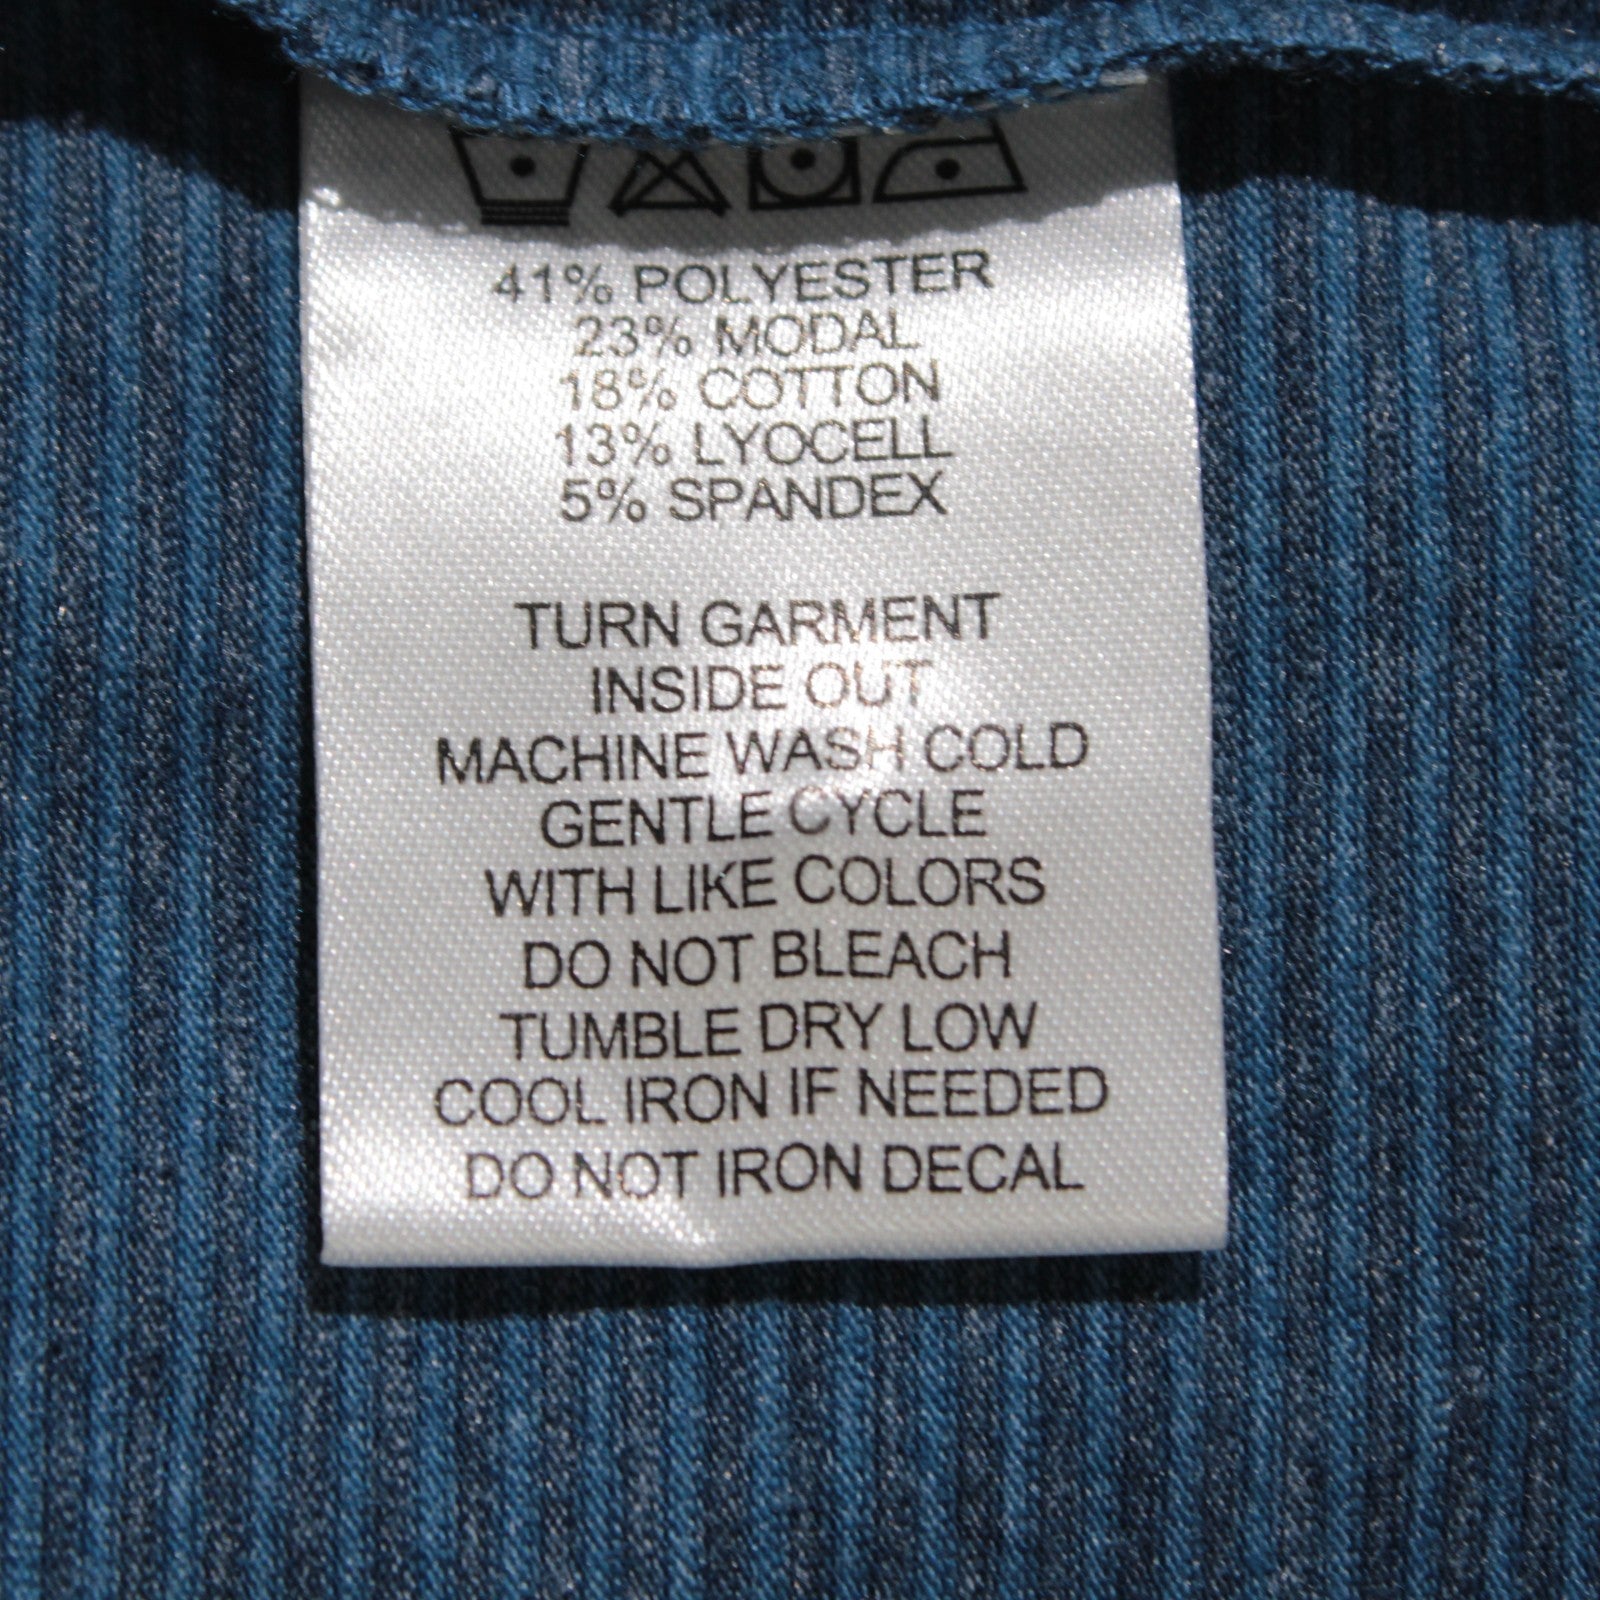 41% POLYESTER
23% MODAL
18% COTTON
13% LYOCELL
5% SPANDEX
TURN GARMENT
INSIDE OUT
MACHINE WASH COLD
GENTLE CYCLE
WITH LIKE COLORS
DO NOT BLEACH
TUMBLE DRY LOW
COOL IRON IF NEEDED
DO NOT IRON DECAL